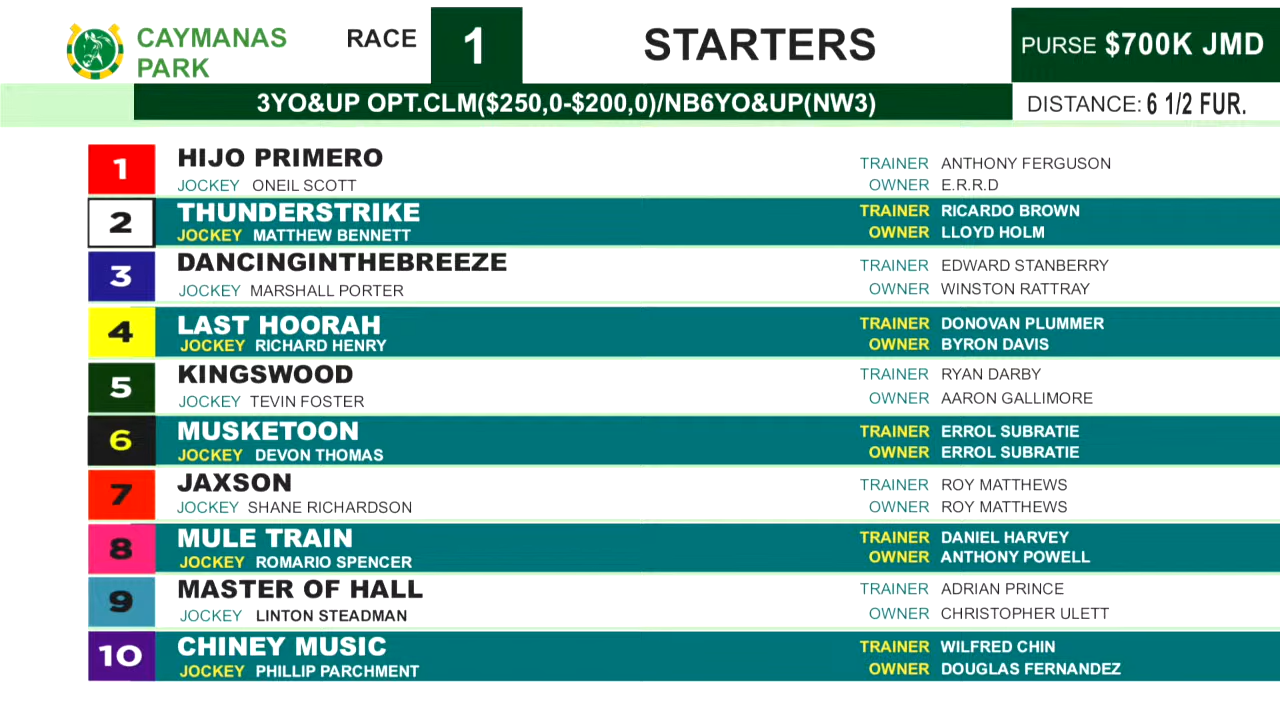 CAYMANAS PARK
RACE 1
STARTERS
PURSE $700K JMD
3YO&UP OPT.CLM($250,0-$200,0)/NB6YO&UP(NW3)
DISTANCE: 6 1/2 FUR.
1 HIJO PRIMERO
JOCKEY ONEIL SCOTT
TRAINER ANTHONY FERGUSON
OWNER E.R.R.D
2 THUNDERSTRIKE
JOCKEY MATTHEW BENNETT
TRAINER RICARDO BROWN
OWNER LLOYD HOLM
3 DANCINGINTHEBREEZE
JOCKEY MARSHALL PORTER
TRAINER EDWARD STANBERRY
OWNER WINSTON RATTRAY
4 LAST HOORAH
JOCKEY RICHARD HENRY
TRAINER DONOVAN PLUMMER
OWNER BYRON DAVIS
5 KINGSWOOD
JOCKEY TEVIN FOSTER
TRAINER RYAN DARBY
OWNER AARON GALLIMORE
6 MUSKETOON
JOCKEY DEVON THOMAS
TRAINER ERROL SUBRATIE
OWNER ERROL SUBRATIE
7 JAXSON
JOCKEY SHANE RICHARDSON
TRAINER ROY MATTHEWS
OWNER ROY MATTHEWS
8 MULE TRAIN
JOCKEY ROMARIO SPENCER
TRAINER DANIEL HARVEY
OWNER ANTHONY POWELL
9 MASTER OF HALL
JOCKEY LINTON STEADMAN
TRAINER ADRIAN PRINCE
OWNER CHRISTOPHER ULETT
10 CHINEY MUSIC
JOCKEY PHILLIP PARCHMENT
TRAINER WILFRED CHIN
OWNER DOUGLAS FERNANDEZ